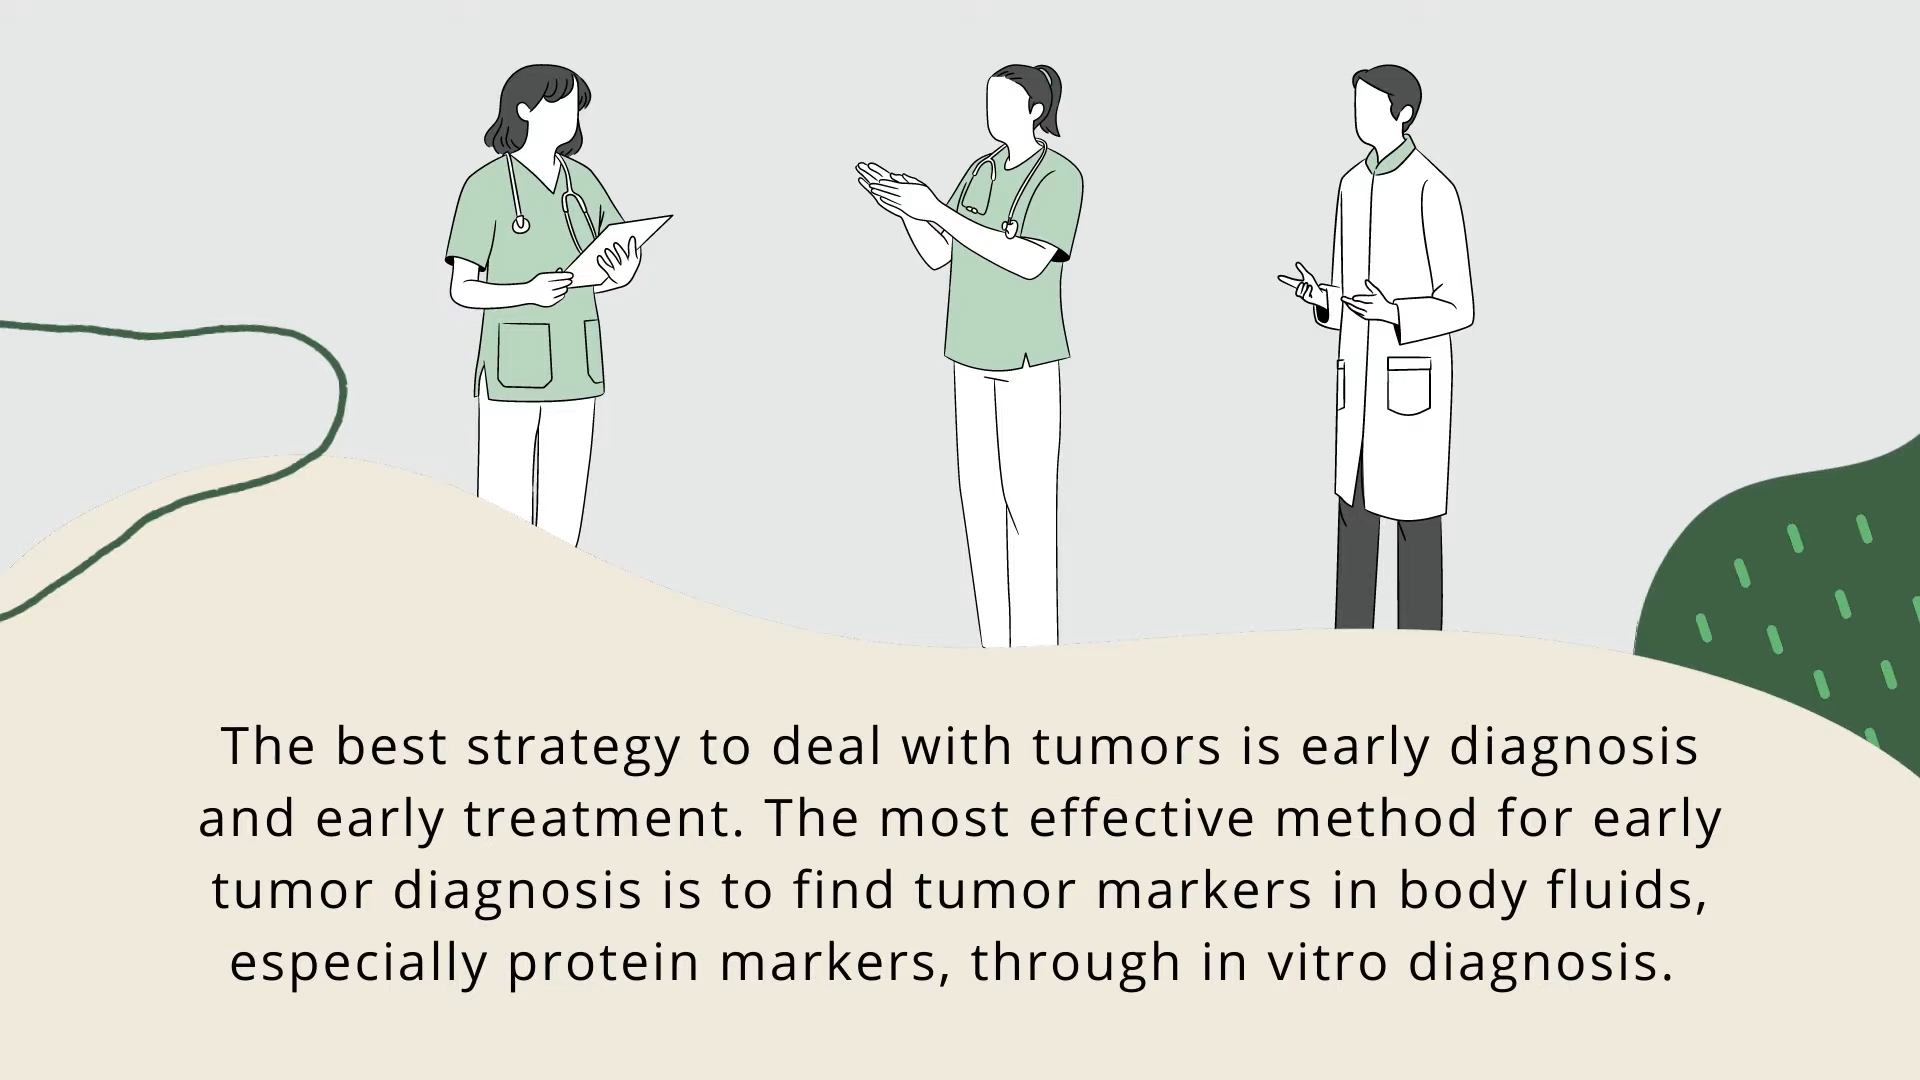 The best strategy to deal with tumors is early diagnosis
and early treatment. The most effective method for early
tumor diagnosis is to find tumor markers in body fluids,
especially protein markers, through in vitro diagnosis.